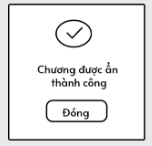 Chương được ẩn
thành công
Đóng